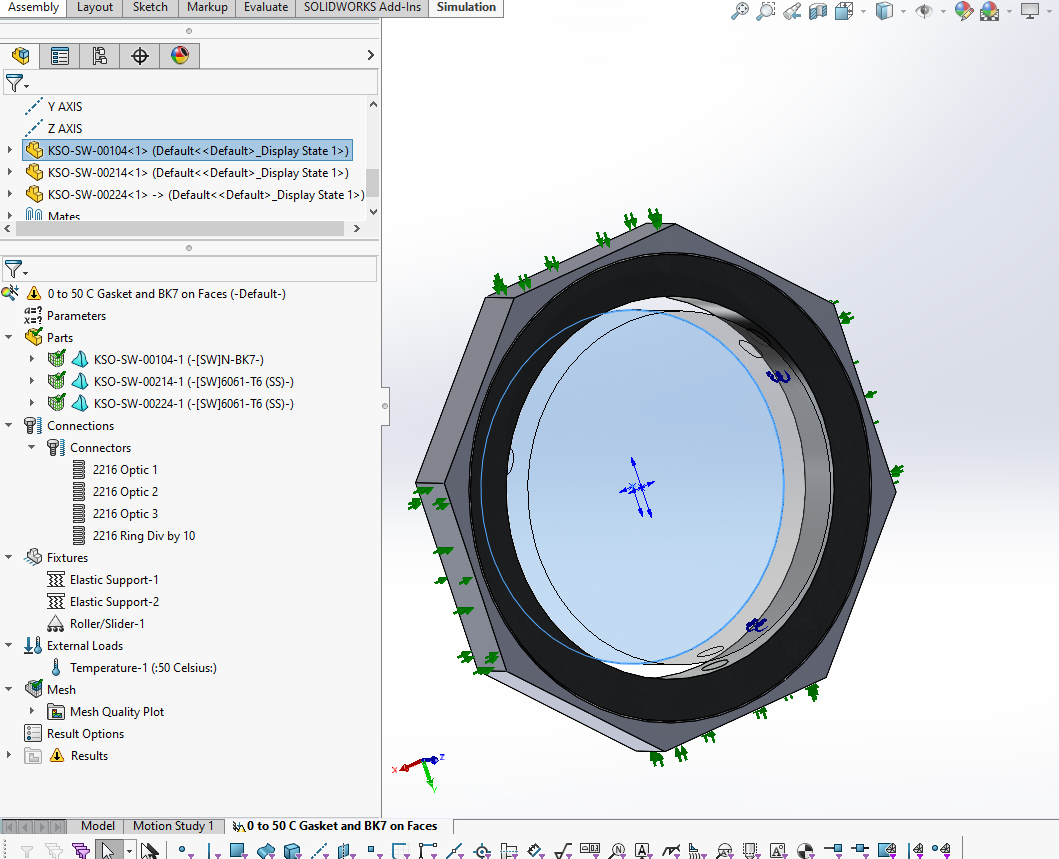 Assembly Layout Sketch Markup Evaluate SOLIDWORKS Add-Ins Simulation
Y AXIS
Z AXIS
KSO-SW-00104<1> (Default<<Default>_Display State 1>)
KSO-SW-00214<1> (Default<<Default>_Display State 1>)
KSO-SW-00224<1> -> (Default<<Default>_Display State 1>)
Mates
0 to 50 C Gasket and BK7 on Faces (-Default-)
Parameters
Parts
KSO-SW-00104-1 (-[SW]N-BK7-)
KSO-SW-00214-1 (-[SW]6061-T6 (SS)-)
KSO-SW-00224-1 (-[SW]6061-T6 (SS)-)
Connections
Connectors
2216 Optic 1
2216 Optic 2
2216 Optic 3
2216 Ring Div by 10
Fixtures
Elastic Support-1
Elastic Support-2
Roller/Slider-1
External Loads
Temperature-1 (:50 Celsius:)
Mesh
Mesh Quality Plot
Result Options
Results
X Z
Y
Model Motion Study 1 0 to 50 C Gasket and BK7 on Faces